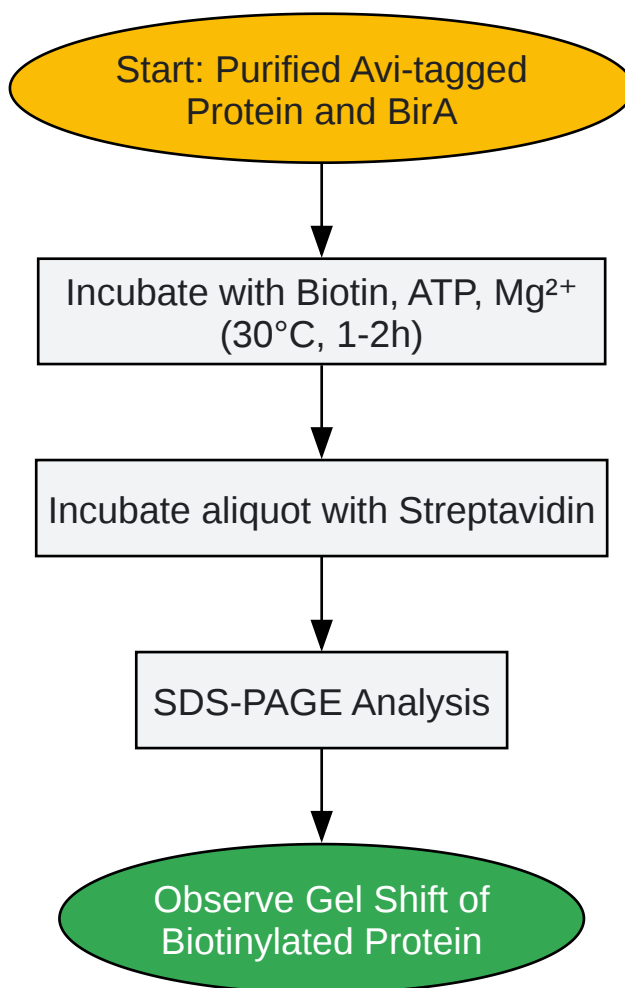 Start: Purified Avi-tagged
Protein and BirA
Incubate with Biotin, ATP, Mg²⁺
(30°C, 1-2h)
Incubate aliquot with Streptavidin
SDS-PAGE Analysis
Observe Gel Shift of
Biotinylated Protein